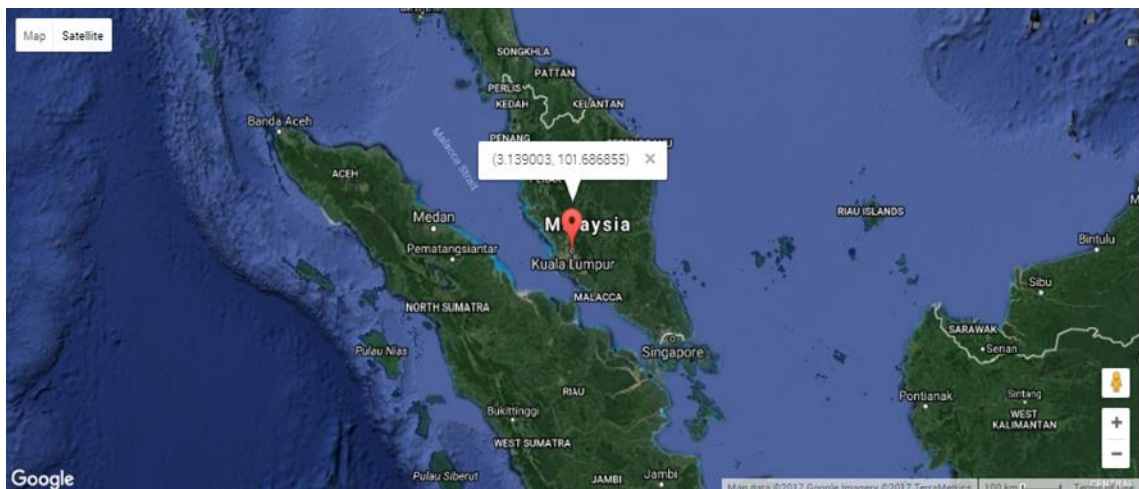 Map Satellite
SONGKHLA
PATTANI
PERLIS
KEDAH
KELANTAN
Banda Aceh
PENANG
Malacca Strait
(3.139003, 101.686855) ×
ACEH
Medan
Malaysia
RIAU ISLANDS
Pematangsiantar
Bintulu
Kuala Lumpur
Sibu
MALACCA
NORTH SUMATRA
SARAWAK
Serian
Pulau Nias
Singapore
RIAU
Pontianak
Sintang
Bukittinggi
WEST
KALIMANTAN
WEST SUMATRA
+
−
Google
Pulau Siberut
JAMBI
Jambi
Map data ©2017 Google Imagery ©2017 TerraMetrics
100 km